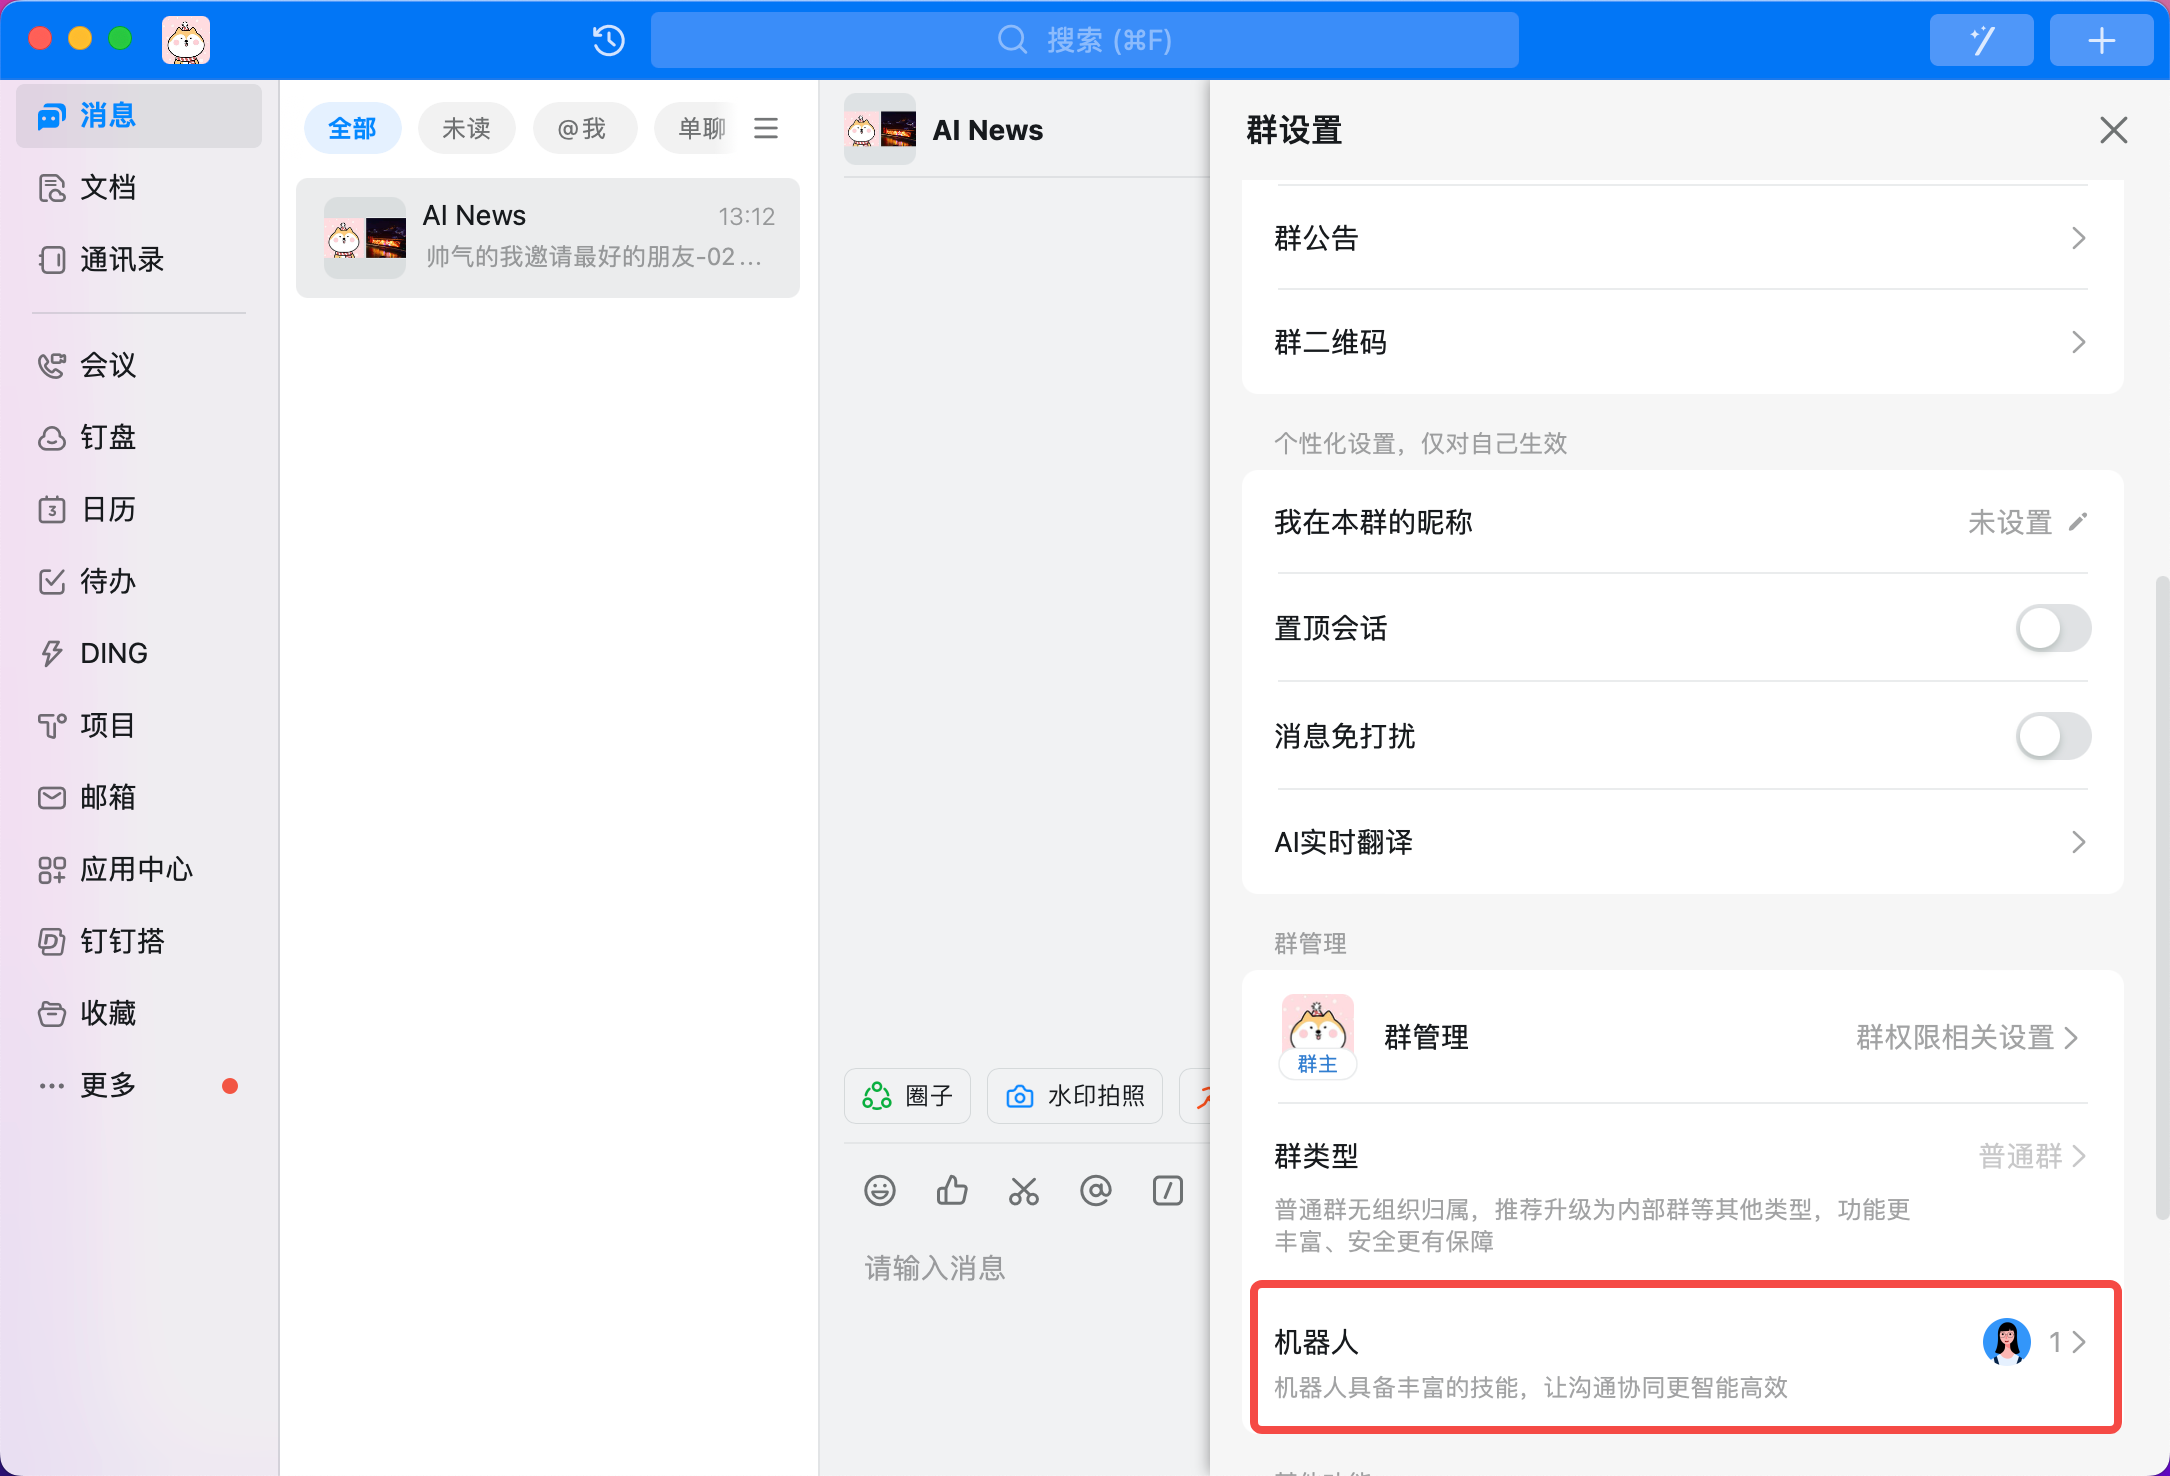 搜索 (⌘F)
消息
文档
通讯录
会议
钉盘
3
日历
待办
DING
项目
邮箱
应用中心
钉钉搭
收藏
更多
全部
未读
@我
单聊
AI News
13:12
帅气的我邀请最好的朋友-02...
AI News
圈子
水印拍照
请输入消息
群设置
群公告
群二维码
个性化设置，仅对自己生效
我在本群的昵称
未设置
置顶会话
消息免打扰
AI实时翻译
群管理
群主
群管理
群权限相关设置
群类型
普通群
普通群无组织归属，推荐升级为内部群等其他类型，功能更
丰富、安全更有保障
机器人
1
机器人具备丰富的技能，让沟通协同更智能高效